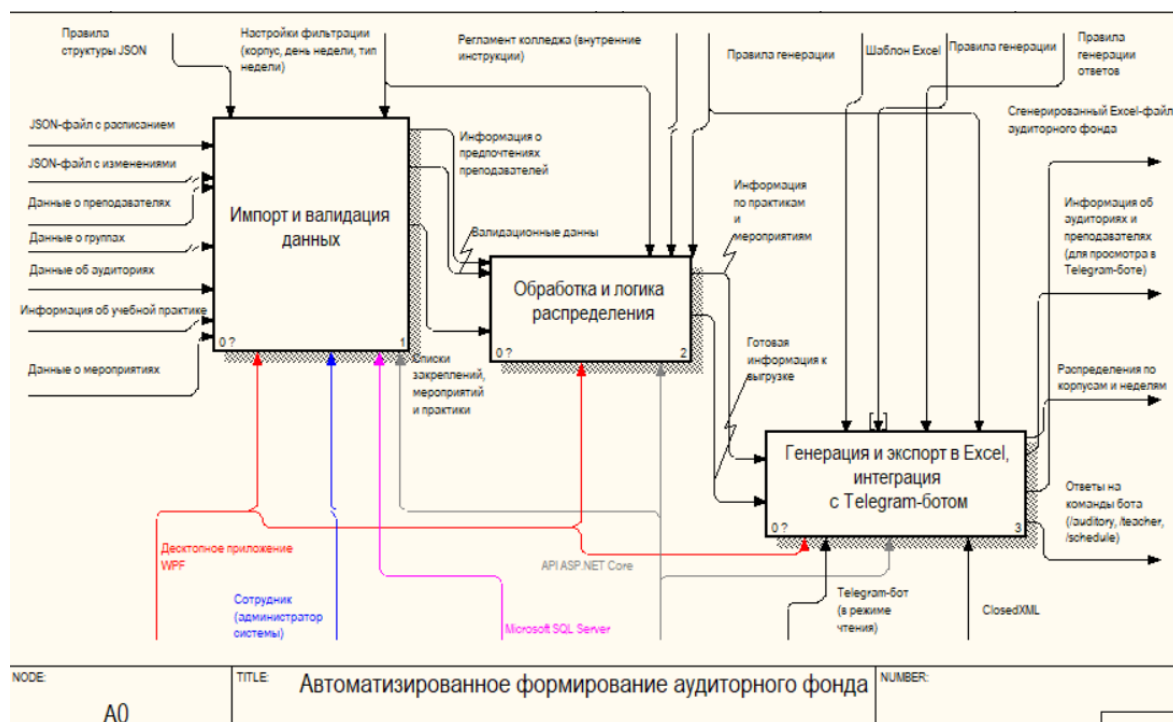 Правила
структуры JSON
Настройки фильтрации
(корпус, день недели, тип
недели)
Регламент колледжа (внутренние
инструкции)
Правила генерации
Шаблон Excel
Правила генерации
Правила
генерации
ответов
Сгенерированный Excel-файл
аудиторного фонда
JSON-файл с расписанием
JSON-файл с изменениями
Данные о преподавателях
Данные о группах
Данные об аудиториях
Информация об учебной практике
Данные о мероприятиях
Импорт и валидация
данных
0 ?
1
Информация о
предпочтениях
преподавателей
Валидационные данны
Списки
закреплений,
мероприятий
и практики
Обработка и логика
распределения
0 ?
2
Информация
по практикам
и
мероприятиям
Готовая
информация к
выгрузке
Информация об
аудиториях и
преподавателях
(для просмотра в
Telegram-боте)
Распределения по
корпусам и неделям
Генерация и экспорт в Excel,
интеграция
с Telegram-ботом
0 ?
3
Ответы на
команды бота
(/auditory, /teacher,
/schedule)
Десктопное приложение
WPF
Сотрудник
(администратор
системы)
Microsoft SQL Server
API ASP.NET Core
Telegram-бот
(в режиме
чтения)
ClosedXML
NODE:
A0
TITLE:
Автоматизированное формирование аудиторного фонда
NUMBER: